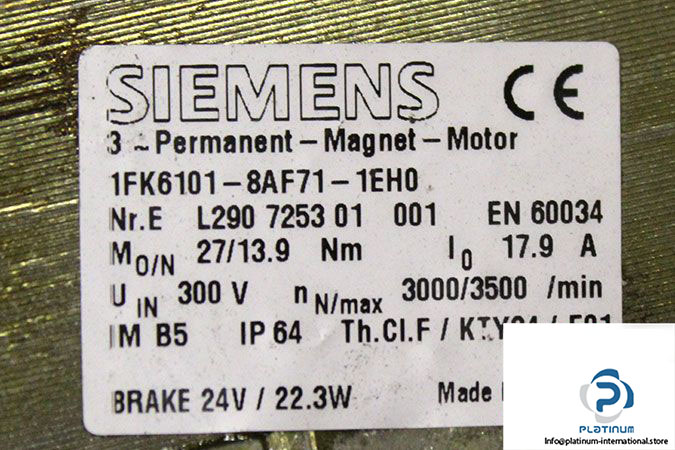 SIEMENS CE
3 ~ Permanent-Magnet-Motor
1FK6101-8AF71-1EH0
Nr.E L290 7253 01 001 EN 60034
M0/N 27/13.9 Nm I0 17.9 A
U IN 300 V nN/max 3000/3500 /min
IM B5 IP 64 Th.Cl.F /
BRAKE 24V / 22.3W Made
PLATINUM
Info@platinum-international.store